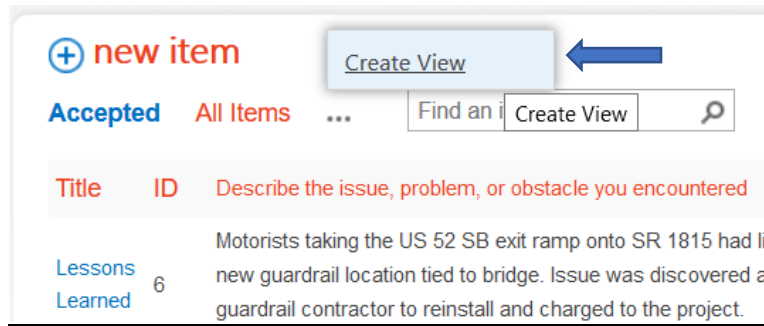 new item
Create View
Accepted All Items ... Find an i Create View
Title ID Describe the issue, problem, or obstacle you encountered
Motorists taking the US 52 SB exit ramp onto SR 1815 had li
Lessons 6 new guardrail location tied to bridge. Issue was discovered a
Learned guardrail contractor to reinstall and charged to the project.